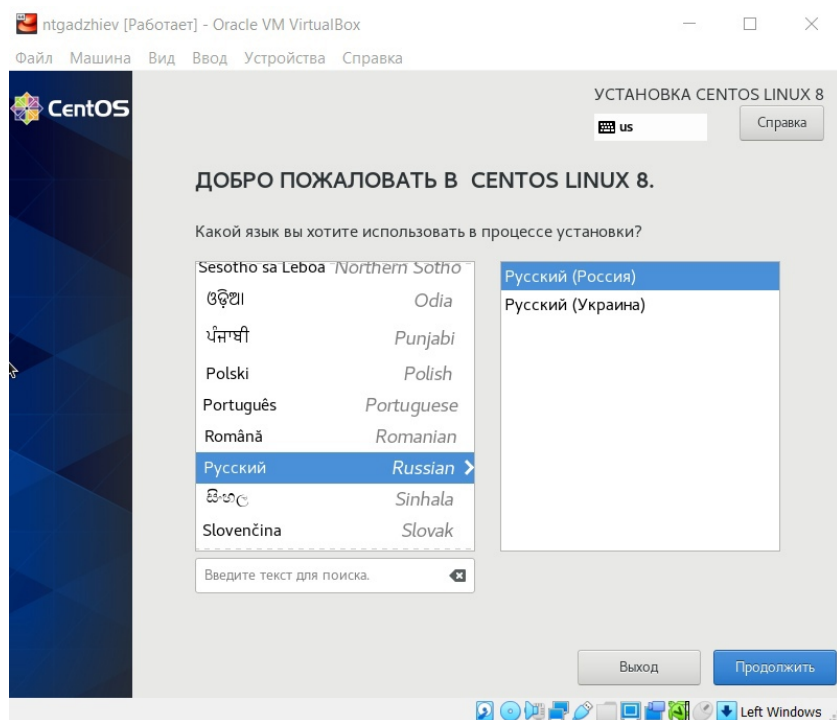 ntgadzhiev [Работает] - Oracle VM VirtualBox
Файл Машина Вид Ввод Устройства Справка
CentOS
УСТАНОВКА CENTOS LINUX 8
us
Справка
ДОБРО ПОЖАЛОВАТЬ В CENTOS LINUX 8.
Какой язык вы хотите использовать в процессе установки?
Sesotho sa Leboa Northern Sotho
ଓଡ଼ିଆ Odia
ਪੰਜਾਬੀ Punjabi
Polski Polish
Português Portuguese
Română Romanian
Русский Russian
සිංහල Sinhala
Slovenčina Slovak
Русский (Россия)
Русский (Украина)
Введите текст для поиска.
Выход
Продолжить
Left Windows